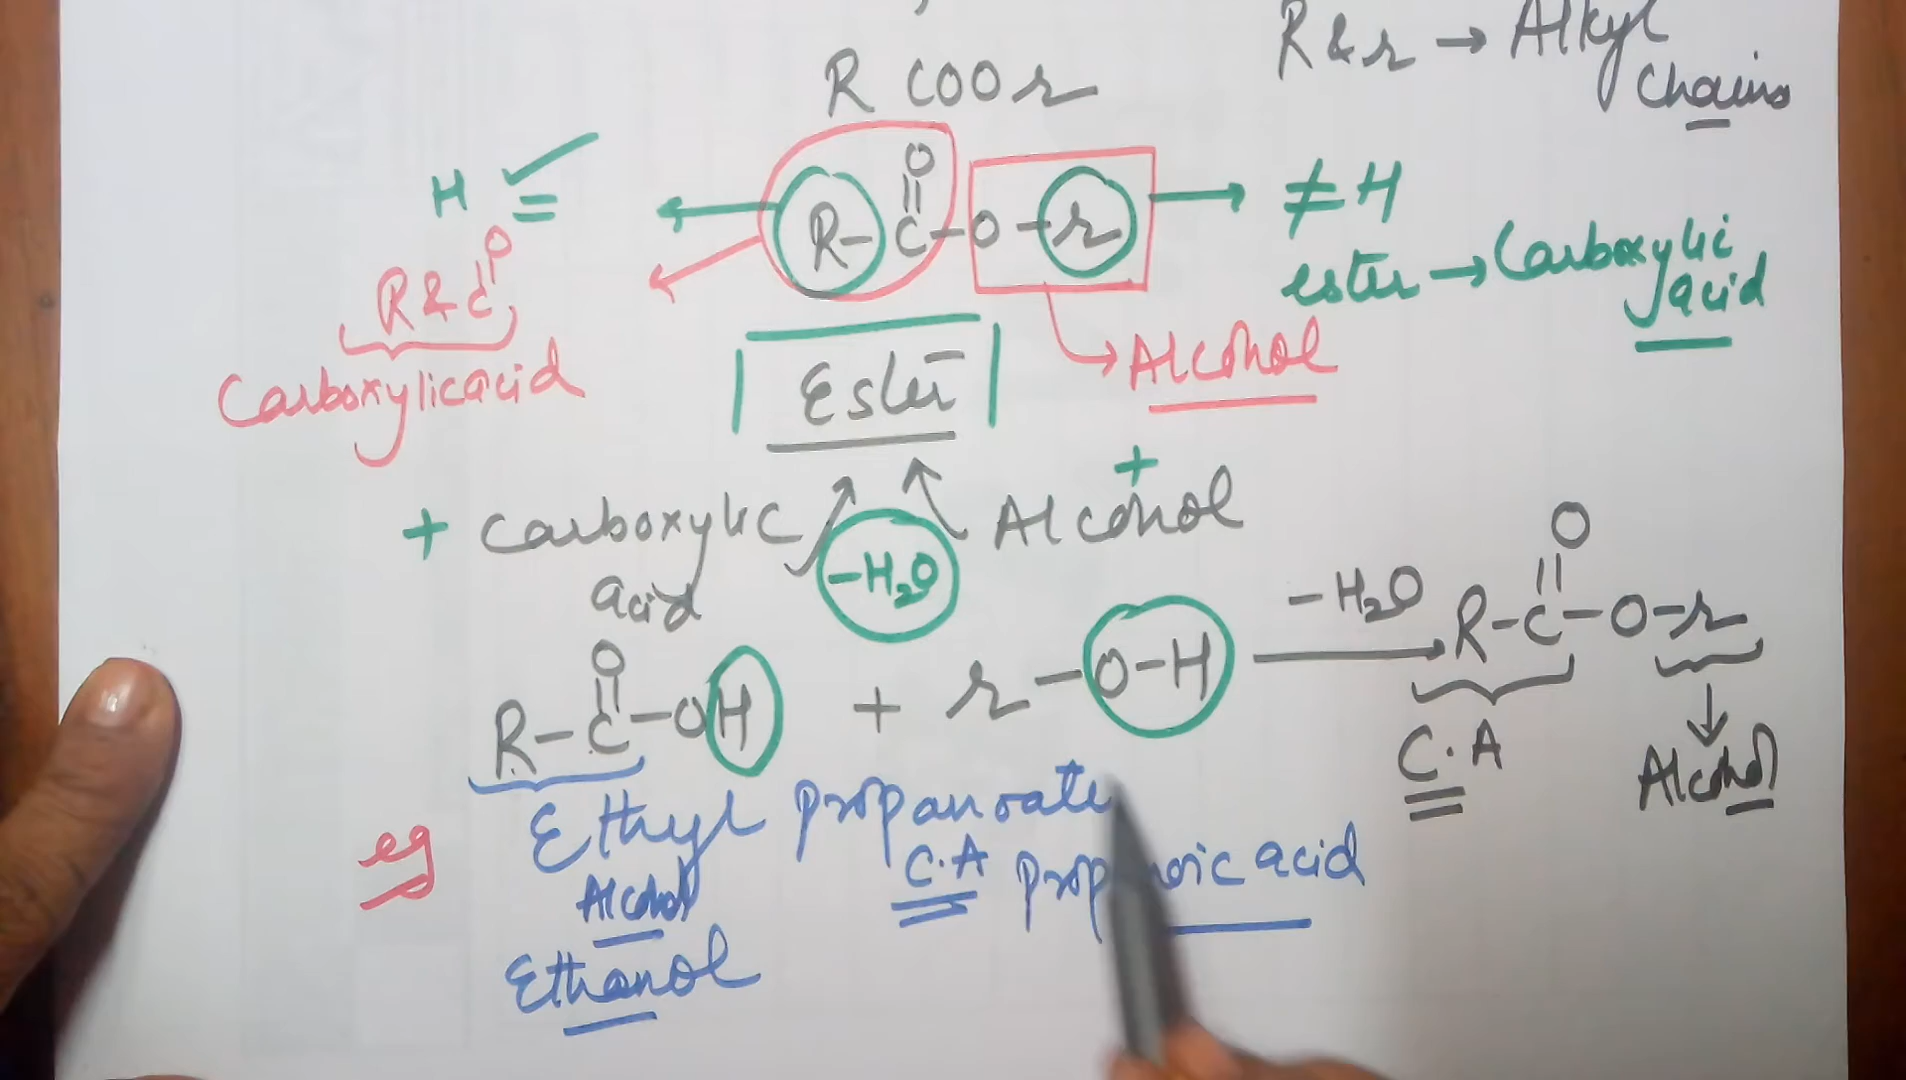 R & r → Alkyl
Chains
R COO r
H =
O
R - C - O - r
→ ≠ H
ester → Carboxylic
acid
O
R & C
Carboxylic acid
Alcohol
Ester
+ Carboxylic
acid
-H₂O
+
Alcohol
O
R - C - OH + r - O - H
-H₂O
→
O
R - C - O - r
C.A
Alcohol
eg Ethyl propanoate
Alcohol
C.A
acid
Ethanol